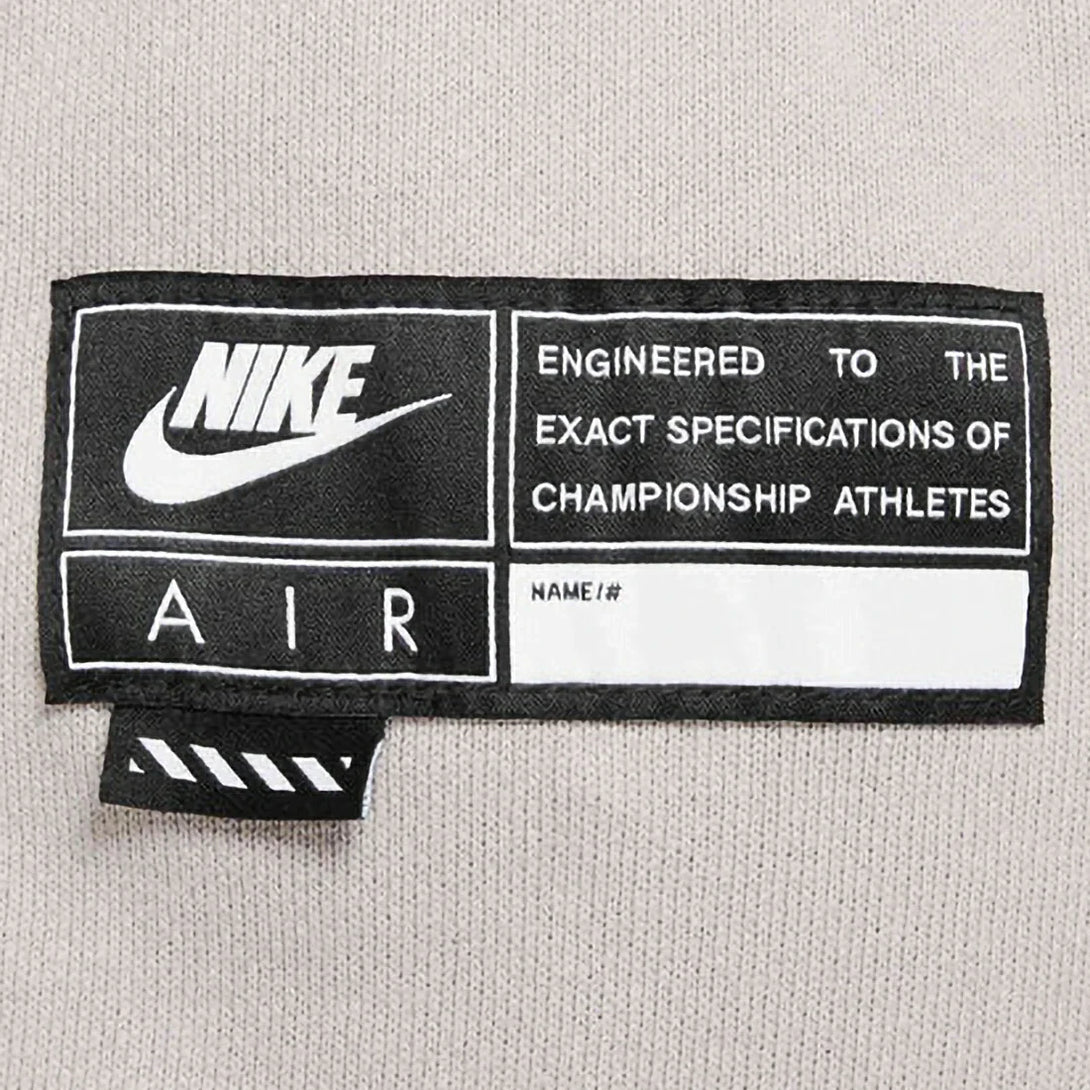 NIKE
AIR
ENGINEERED TO THE
EXACT SPECIFICATIONS OF
CHAMPIONSHIP ATHLETES
NAME/#